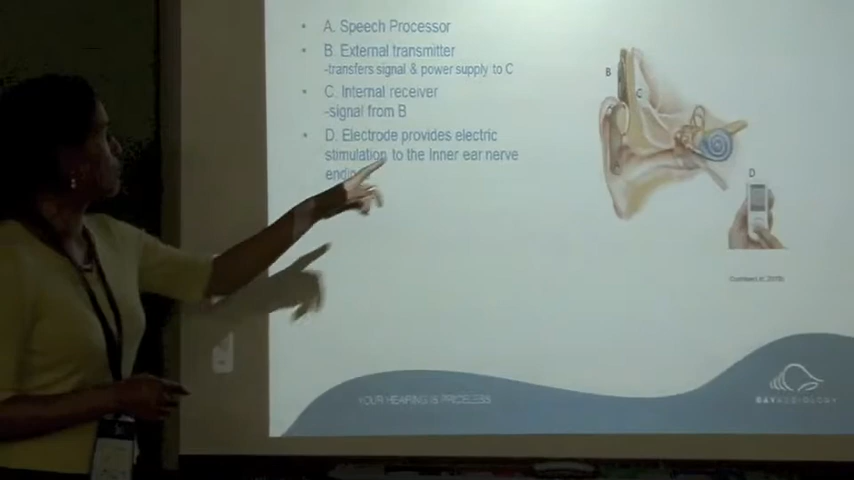 • A. Speech Processor
• B. External transmitter
-transfers signal & power supply to C
• C. Internal receiver
-signal from B
• D. Electrode provides electric
stimulation to the Inner ear nerve
B
C
D
YOUR HEARING IS PRICELESS
BAYAUDIOLOGY